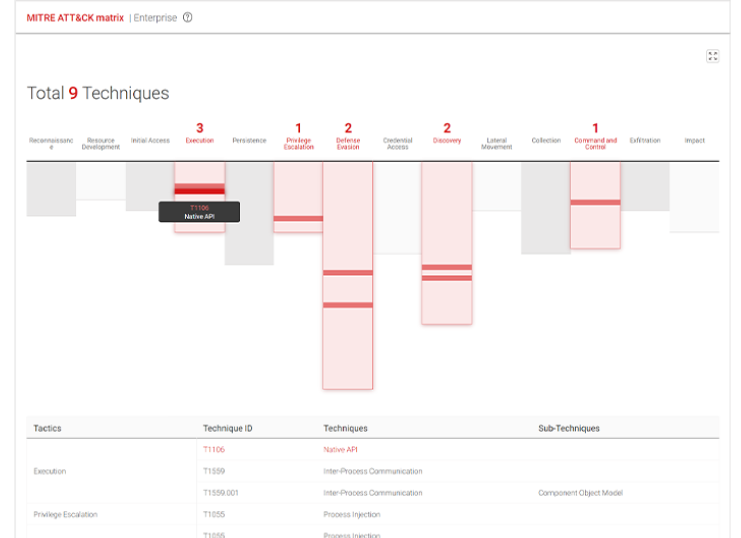 MITRE ATT&CK matrix | Enterprise ?
Total 9 Techniques
3 1 2 2 1
Reconnaissanc
e
Resource
Development
Initial Access
Execution
Persistence
Privilege
Escalation
Defense
Evasion
Credential
Access
Discovery
Lateral
Movement
Collection
Command and
Control
Exfiltration
Impact
T1106
Native API
Tactics Technique ID Techniques Sub-Techniques
T1106 Native API
Execution T1559 Inter-Process Communication
T1559.001 Inter-Process Communication Component Object Model
Privilege Escalation T1055 Process Injection
T1055 Process Injection